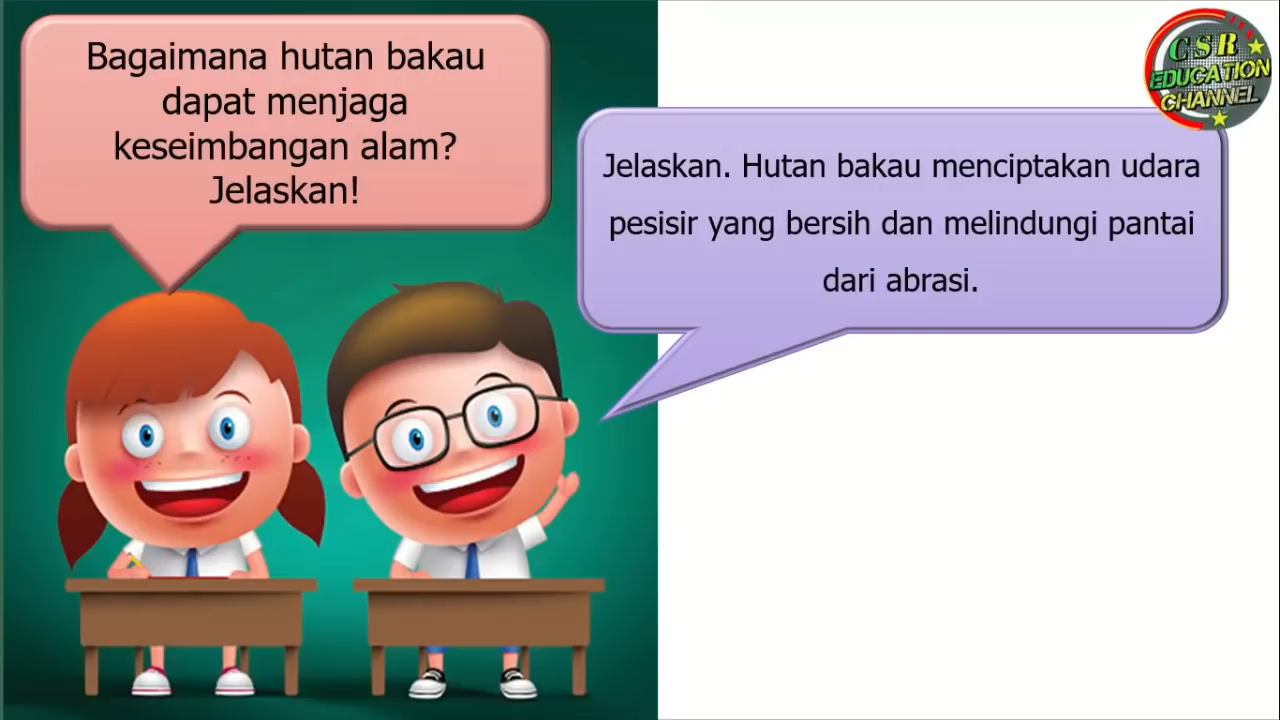 Bagaimana hutan bakau
dapat menjaga
keseimbangan alam?
Jelaskan!
Jelaskan. Hutan bakau menciptakan udara
pesisir yang bersih dan melindungi pantai
dari abrasi.
CSR
EDUCATION
CHANNEL